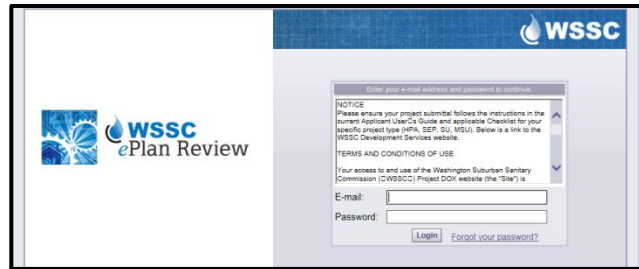 WSSC
WSSC
ePlan Review
Enter your e-mail address and password to continue
NOTICE
Please ensure your project submittal follows the instructions in the
current Applicant User□s Guide and applicable Checklist for your
specific project type (HPA, SEP, SU, MSU). Below is a link to the
WSSC Development Services website.
TERMS AND CONDITIONS OF USE
Your access to and use of the Washington Suburban Sanitary
Commission (□WSSC□) Project DOX website (the "Site") is
E-mail:
Password:
Login Forgot your password?